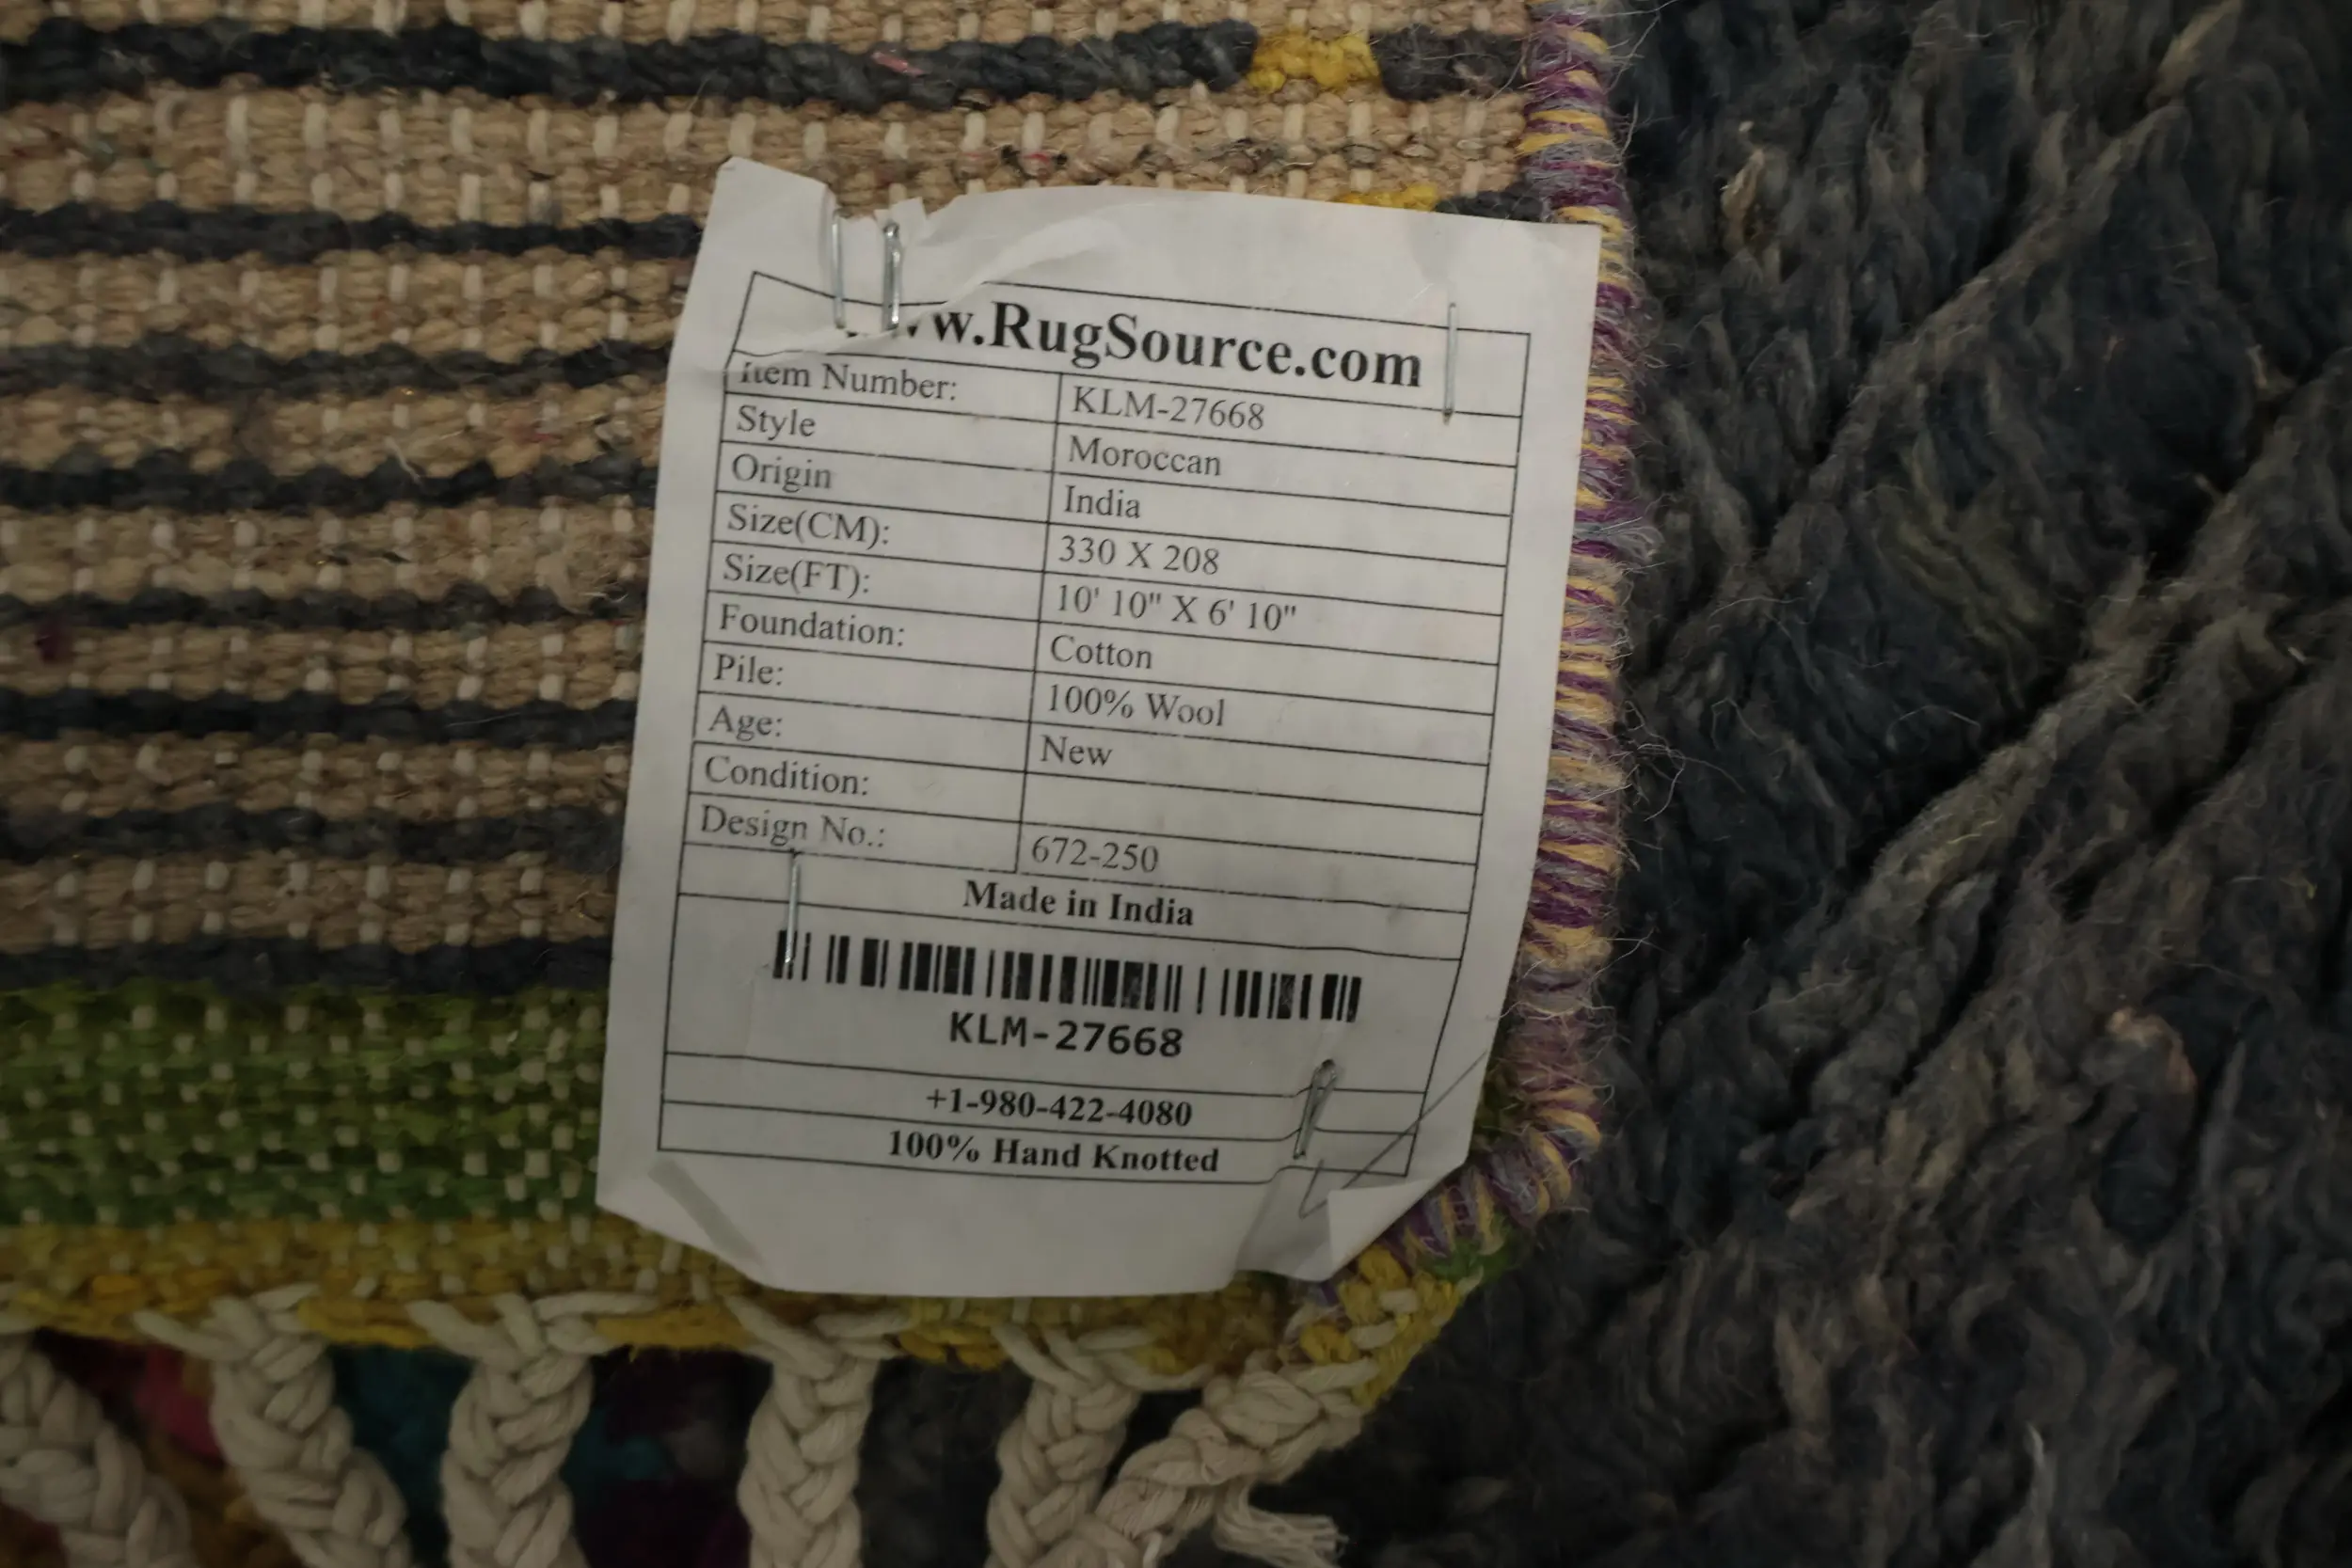 www.RugSource.com
Item Number: KLM-27668
Style Moroccan
Origin India
Size(CM): 330 X 208
Size(FT): 10' 10" X 6' 10"
Foundation: Cotton
Pile: 100% Wool
Age: New
Condition:
Design No.: 672-250
Made in India
KLM-27668
+1-980-422-4080
100% Hand Knotted